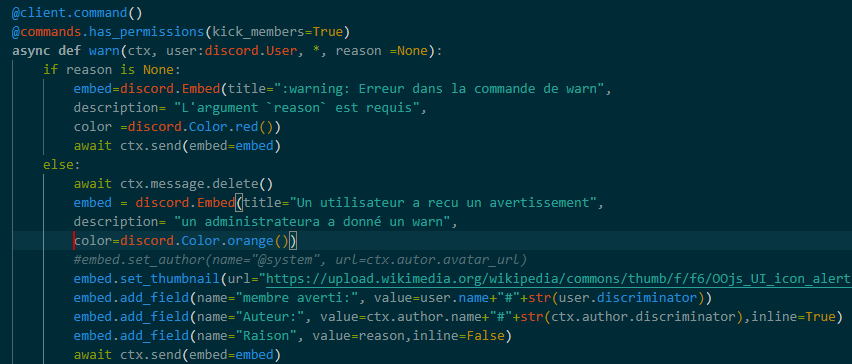 @client.command()
@commands.has_permissions(kick_members=True)
async def warn(ctx, user:discord.User, *, reason =None):
    if reason is None:
        embed=discord.Embed(title=":warning: Erreur dans la commande de warn",
        description= "L'argument `reason` est requis",
        color =discord.Color.red())
        await ctx.send(embed=embed)
    else:
        await ctx.message.delete()
        embed = discord.Embed(title="Un utilisateur a recu un avertissement",
        description= "un administrateura a donné un warn",
        color=discord.Color.orange())
        #embed.set_author(name="@system", url=ctx.autor.avatar_url)
        embed.set_thumbnail(url="https://upload.wikimedia.org/wikipedia/commons/thumb/f/f6/OOjs_UI_icon_alert
        embed.add_field(name="membre averti:", value=user.name+"#"+str(user.discriminator))
        embed.add_field(name="Auteur:", value=ctx.author.name+"#"+str(ctx.author.discriminator),inline=True)
        embed.add_field(name="Raison", value=reason,inline=False)
        await ctx.send(embed=embed)